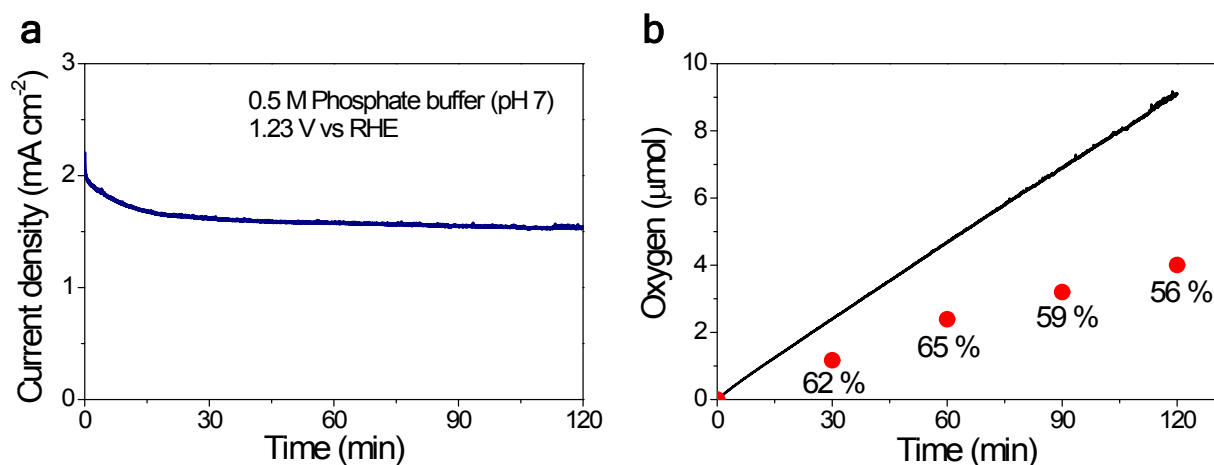 a
3
2
1
0
Current density (mA cm⁻²)
0.5 M Phosphate buffer (pH 7)
1.23 V vs RHE
0 30 60 90 120
Time (min)
b
10
8
6
4
2
0
Oxygen (μmol)
62 %
65 %
59 %
56 %
0 30 60 90 120
Time (min)